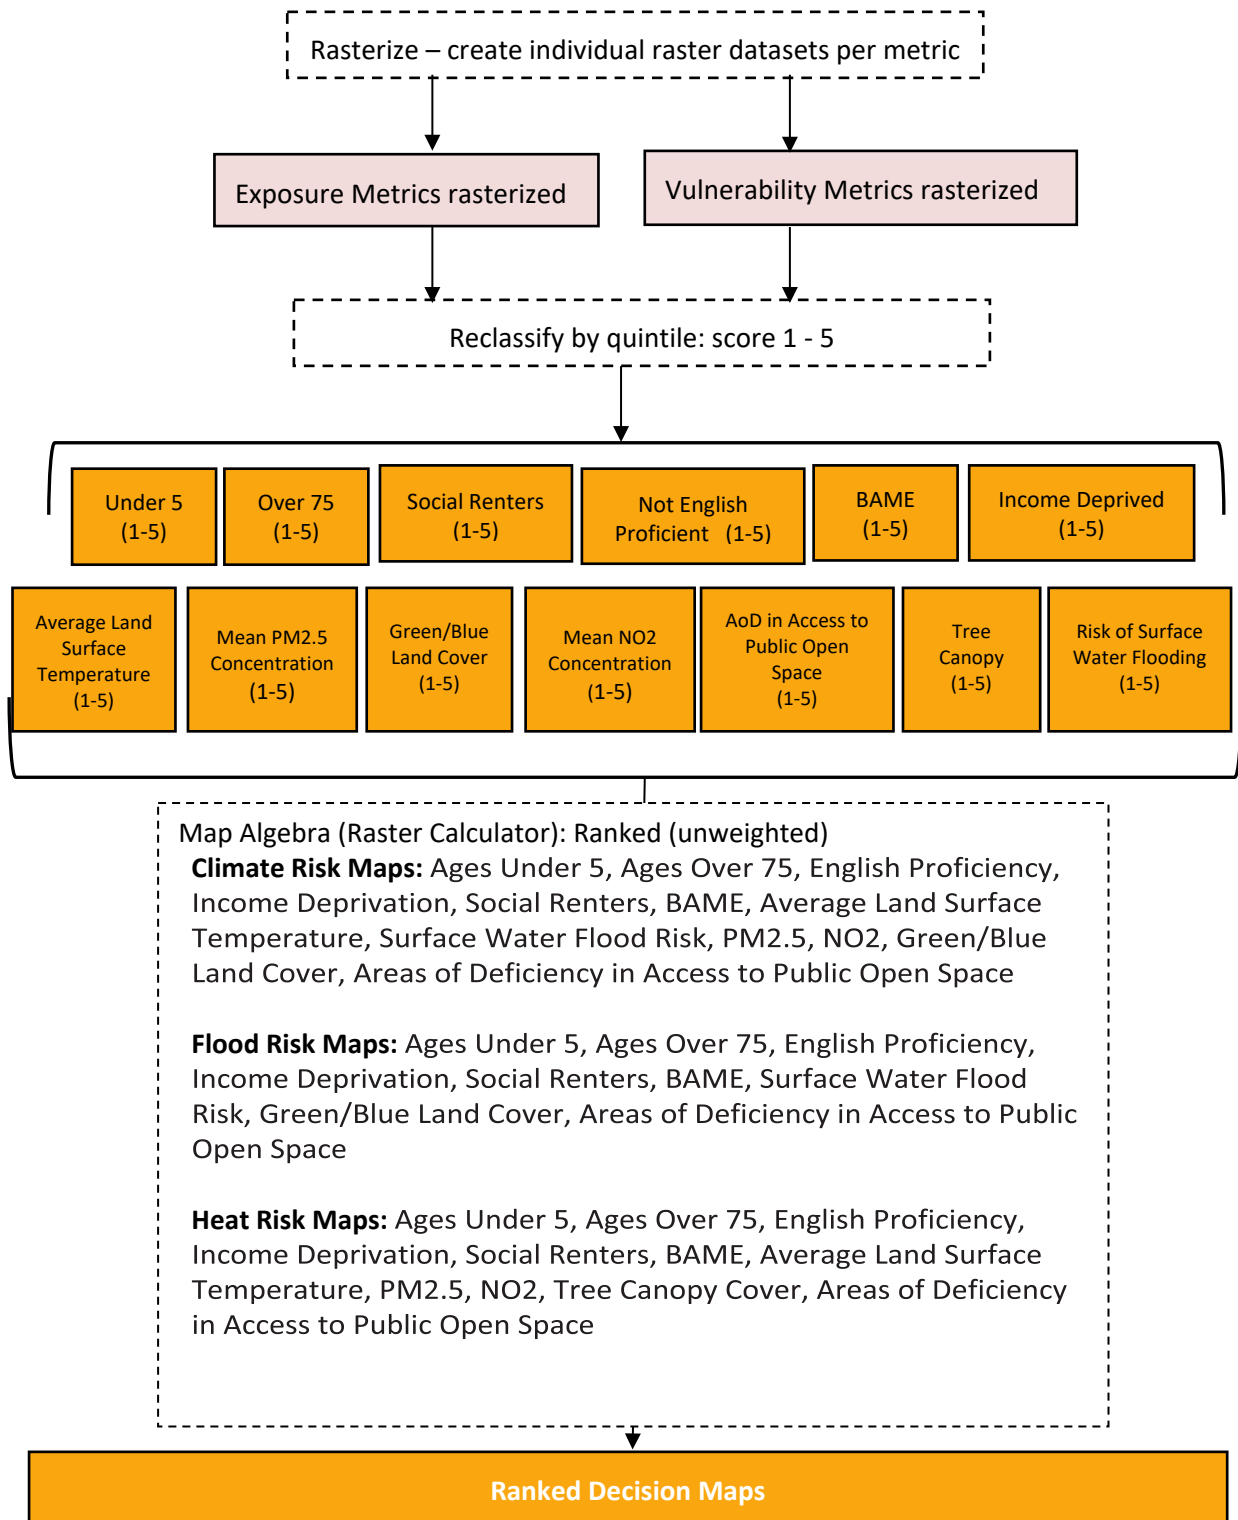 Rasterize – create individual raster datasets per metric
Exposure Metrics rasterized
Vulnerability Metrics rasterized
Reclassify by quintile: score 1 - 5
Under 5
(1-5)
Over 75
(1-5)
Social Renters
(1-5)
Not English
Proficient (1-5)
BAME
(1-5)
Income Deprived
(1-5)
Average Land
Surface
Temperature
(1-5)
Mean PM2.5
Concentration
(1-5)
Green/Blue
Land Cover
(1-5)
Mean NO2
Concentration
(1-5)
AoD in Access to
Public Open
Space
(1-5)
Tree
Canopy
(1-5)
Risk of Surface
Water Flooding
(1-5)
Map Algebra (Raster Calculator): Ranked (unweighted)
Climate Risk Maps: Ages Under 5, Ages Over 75, English Proficiency,
Income Deprivation, Social Renters, BAME, Average Land Surface
Temperature, Surface Water Flood Risk, PM2.5, NO2, Green/Blue
Land Cover, Areas of Deficiency in Access to Public Open Space
Flood Risk Maps: Ages Under 5, Ages Over 75, English Proficiency,
Income Deprivation, Social Renters, BAME, Surface Water Flood
Risk, Green/Blue Land Cover, Areas of Deficiency in Access to Public
Open Space
Heat Risk Maps: Ages Under 5, Ages Over 75, English Proficiency,
Income Deprivation, Social Renters, BAME, Average Land Surface
Temperature, PM2.5, NO2, Tree Canopy Cover, Areas of Deficiency
in Access to Public Open Space
Ranked Decision Maps